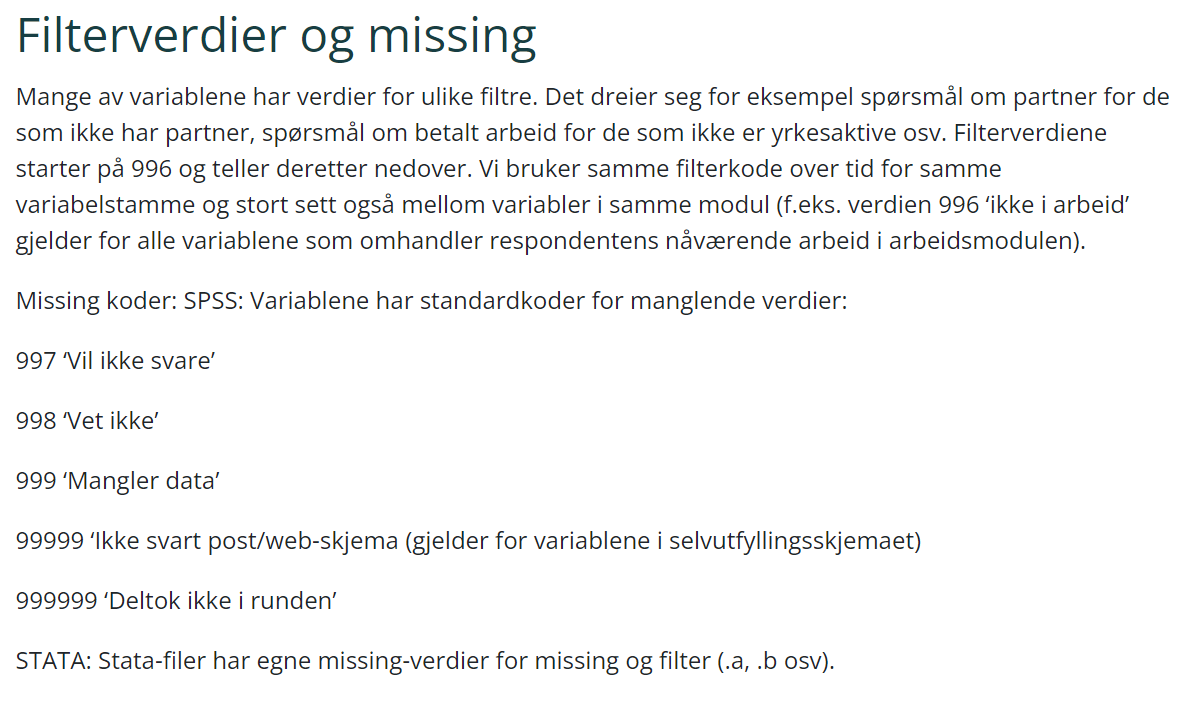 Filterverdier og missing
Mange av variablene har verdier for ulike filtre. Det dreier seg for eksempel spørsmål om partner for de
som ikke har partner, spørsmål om betalt arbeid for de som ikke er yrkesaktive osv. Filterverdiene
starter på 996 og teller deretter nedover. Vi bruker samme filterkode over tid for samme
variabelstamme og stort sett også mellom variabler i samme modul (f.eks. verdien 996 ‘ikke i arbeid’
gjelder for alle variablene som omhandler respondentens nåværende arbeid i arbeidsmodulen).
Missing koder: SPSS: Variablene har standardkoder for manglende verdier:
997 ‘Vil ikke svare’
998 ‘Vet ikke’
999 ‘Mangler data’
99999 ‘Ikke svart post/web-skjema (gjelder for variablene i selvutfyllingsskjemaet)
999999 ‘Deltok ikke i runden’
STATA: Stata-filer har egne missing-verdier for missing og filter (.a, .b osv).